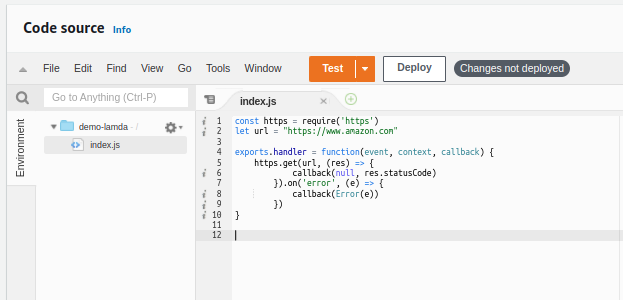 Code source Info
File Edit Find View Go Tools Window Test Deploy Changes not deployed
Go to Anything (Ctrl-P) index.js
Environment
demo-lamda - /
index.js
1 const https = require('https')
2 let url = "https://www.amazon.com"
3
4 exports.handler = function(event, context, callback) {
5 https.get(url, (res) => {
6 callback(null, res.statusCode)
7 }).on('error', (e) => {
8 callback(Error(e))
9 })
10 }
11
12